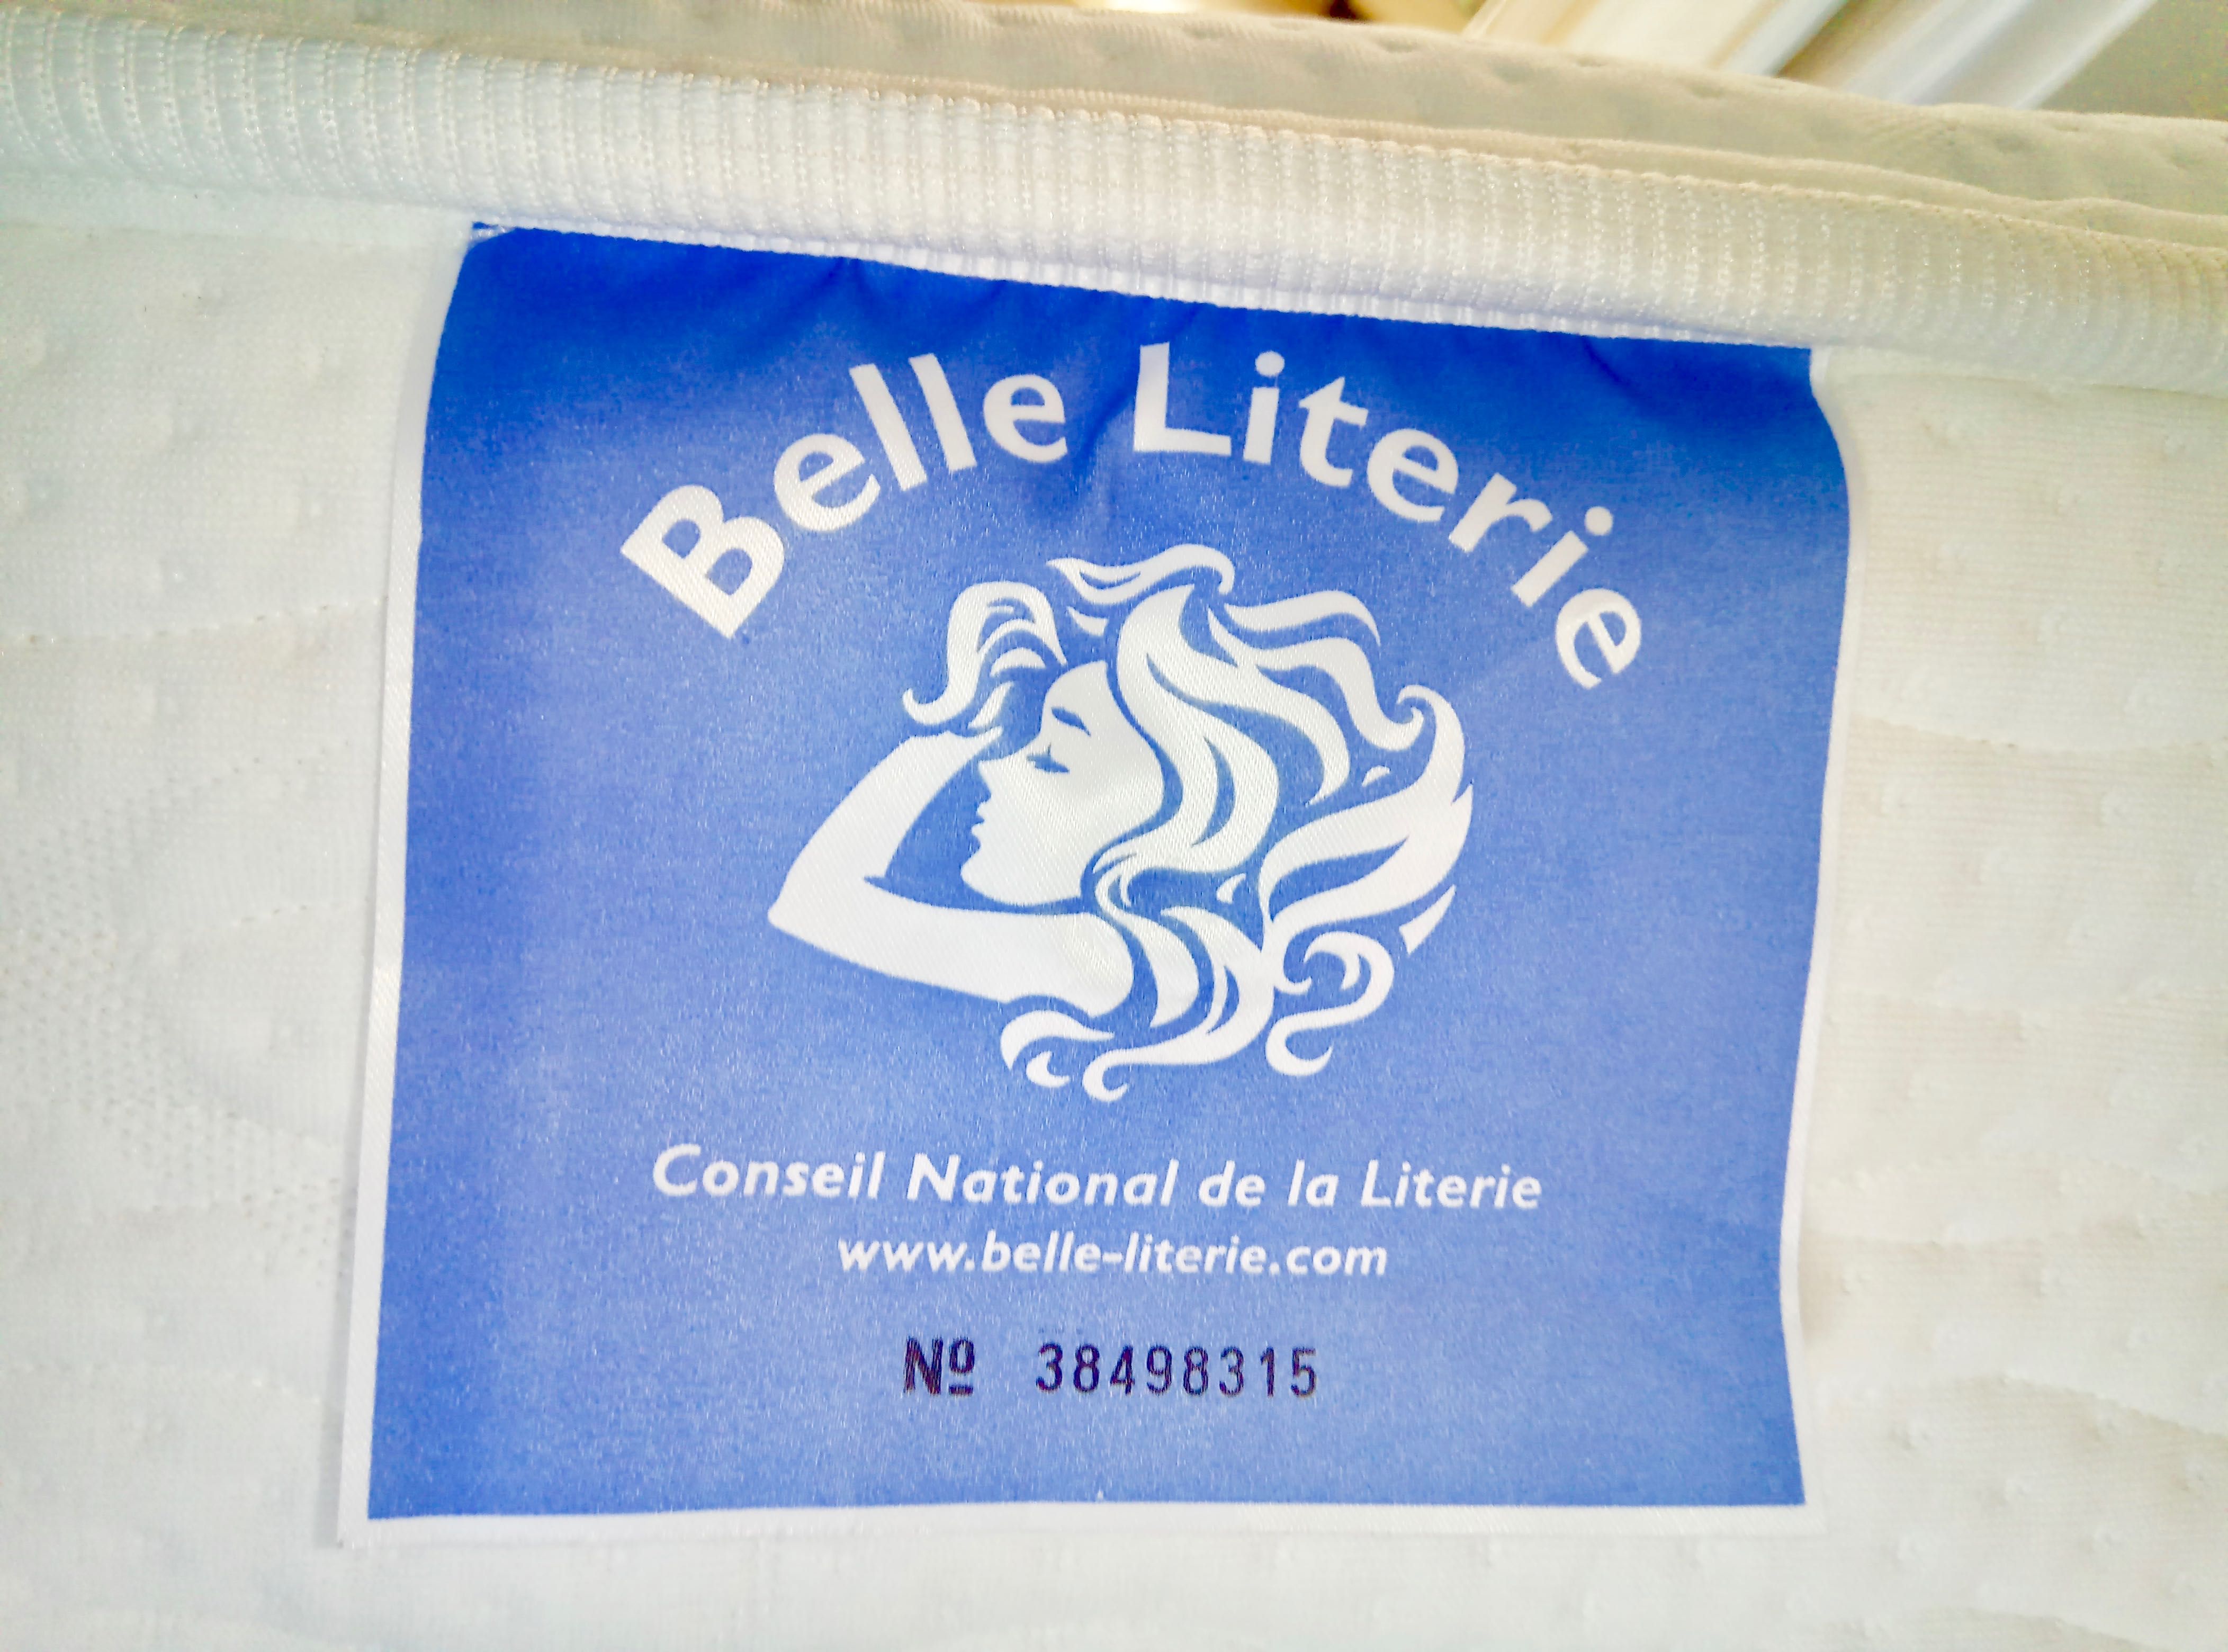 Belle Literie
Conseil National de la Literie
www.belle-literie.com
Nº 38498315